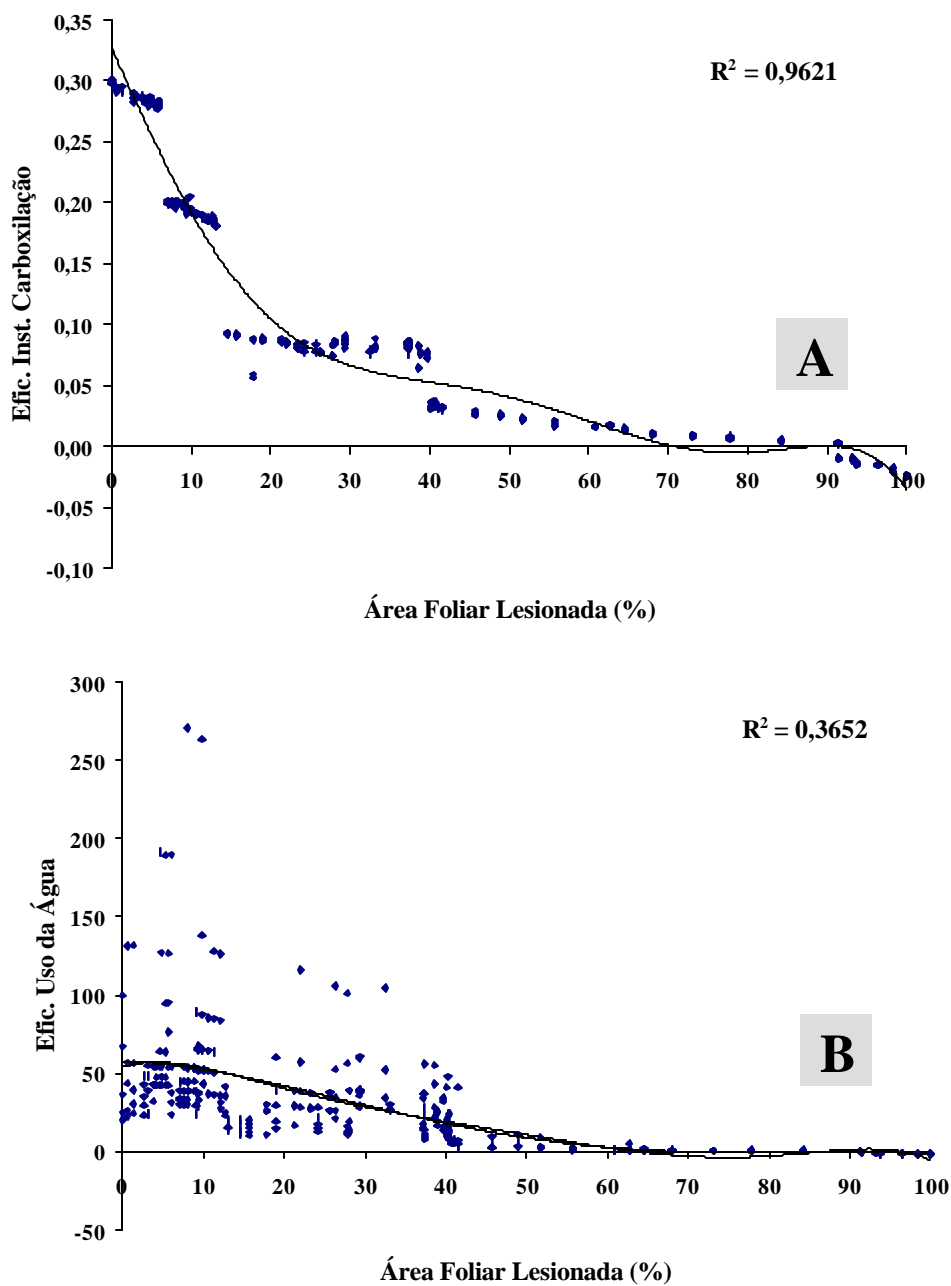 0,35
R² = 0,9621
0,30
0,25
0,20
0,15
0,10
0,05
0,00
-0,05
-0,10
Efic. Inst. Carboxilação
0 10 20 30 40 50 60 70 80 90 100
A
Área Foliar Lesionada (%)
300
R² = 0,3652
250
200
150
100
50
0
-50
Efic. Uso da Água
0 10 20 30 40 50 60 70 80 90 100
B
Área Foliar Lesionada (%)